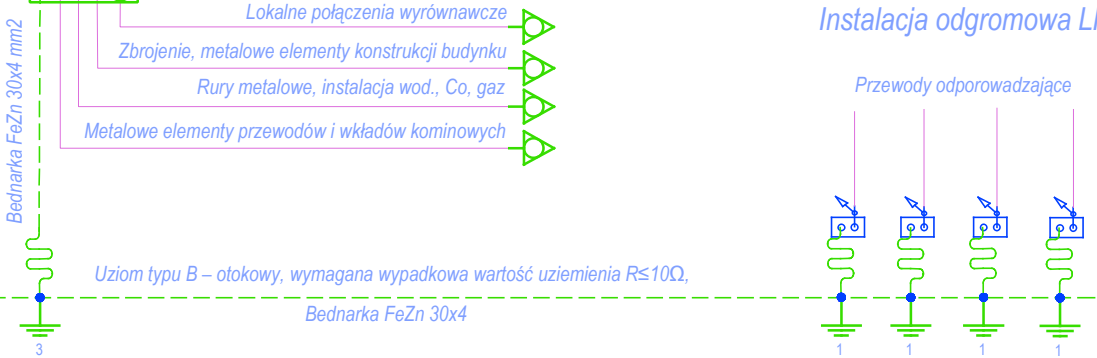 Lokalne połączenia wyrównawcze
Zbrojenie, metalowe elementy konstrukcji budynku
Rury metalowe, instalacja wod., Co, gaz
Metalowe elementy przewodów i wkładów kominowych
Bednarka FeZn 30x4 mm2
Instalacja odgromowa
Przewody odporowadzające
Uziom typu B – otokowy, wymagana wypadkowa wartość uziemienia R≤10Ω,
Bednarka FeZn 30x4
3
1
1
1
1